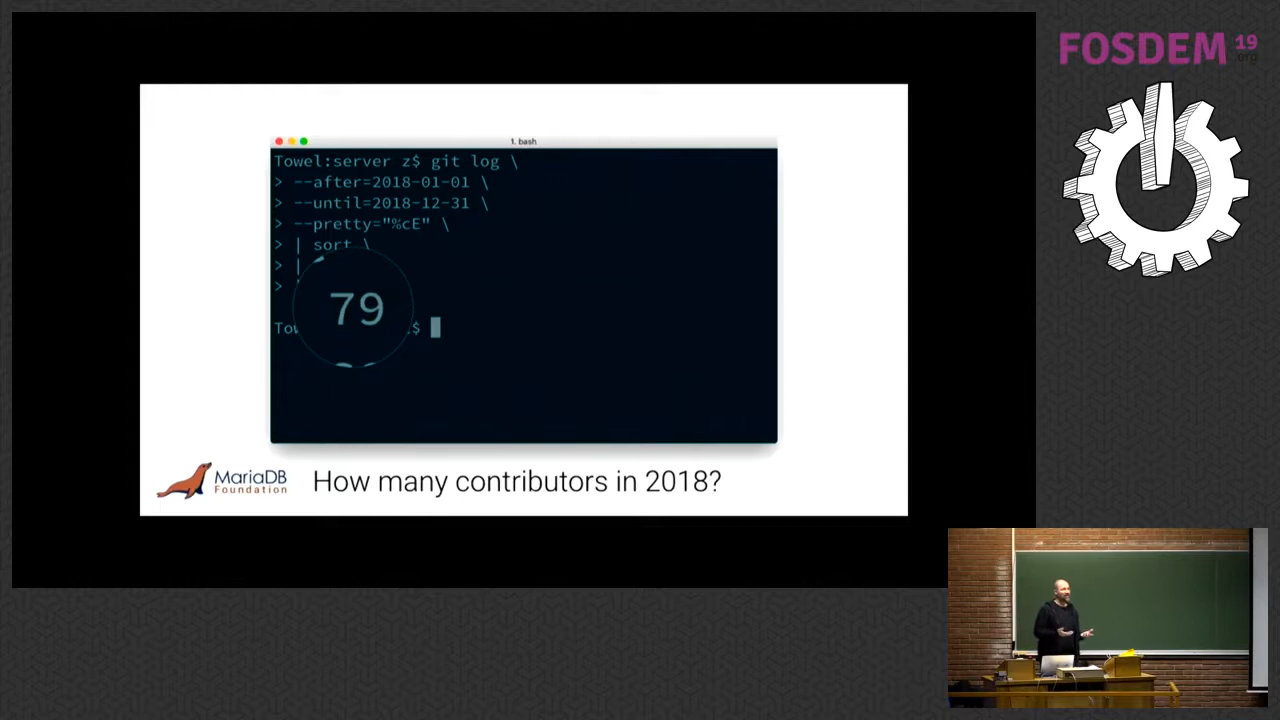 FOSDEM 19
.org
1. bash
Towel:server z$ git log \
> --after=2018-01-01 \
> --until=2018-12-31 \
> --pretty="%cE" \
> | sort \
> |
>
79
$
MariaDB
Foundation
How many contributors in 2018?